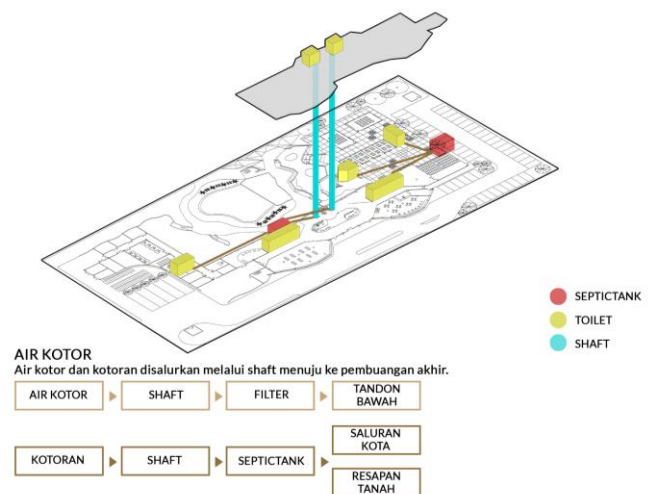 SEPTICTANK
TOILET
SHAFT
AIR KOTOR
Air kotor dan kotoran disalurkan melalui shaft menuju ke pembuangan akhir.
AIR KOTOR
SHAFT
FILTER
TANDON
BAWAH
KOTORAN
SHAFT
SEPTICTANK
SALURAN
KOTA
RESAPAN
TANAH